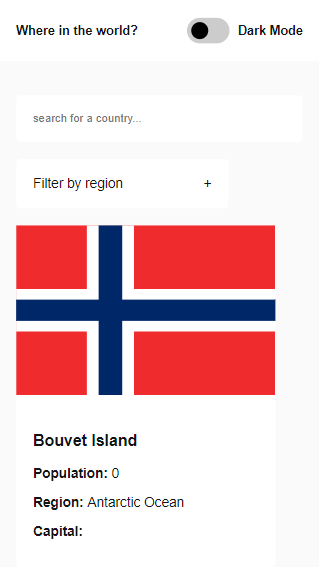 Where in the world?
Dark Mode
search for a country...
Filter by region +
Bouvet Island
Population: 0
Region: Antarctic Ocean
Capital: